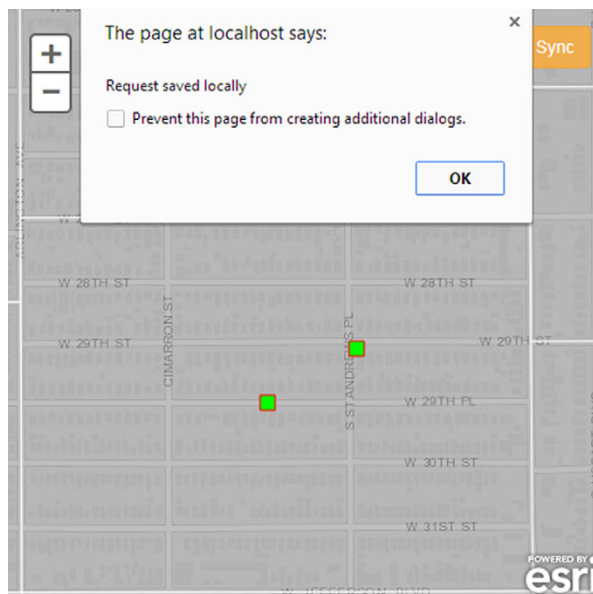 The page at localhost says:
×
Sync
Request saved locally
Prevent this page from creating additional dialogs.
OK
+
−
ARLINGTON AVE
W 28TH ST
W 28TH ST
CIMARRON ST
S ST ANDREWS PL
W 29TH ST
W 29TH ST
W 29TH PL
W 30TH ST
W 31ST ST
W JEFFERSON BLVD
POWERED BY
esri